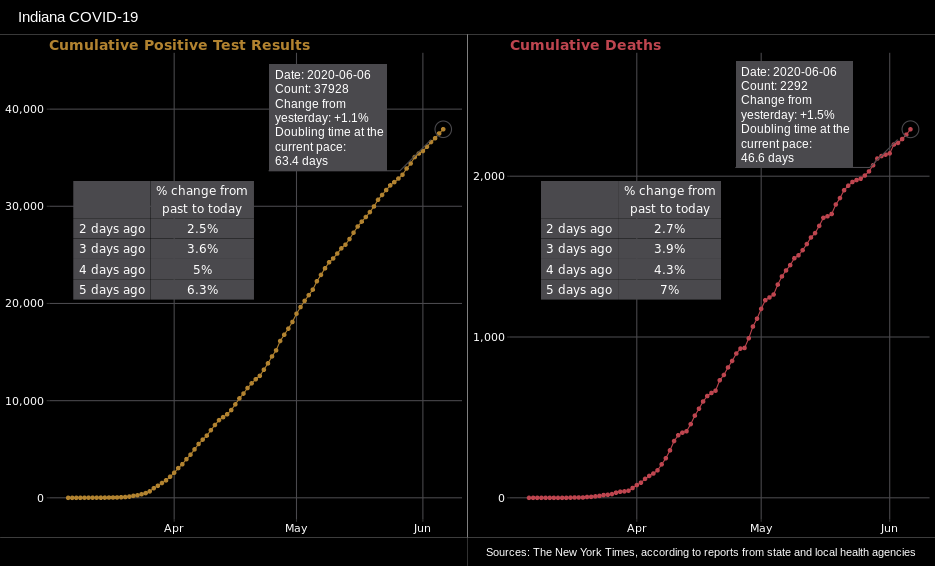 Indiana COVID-19
Cumulative Positive Test Results
Date: 2020-06-06
Count: 37928
Change from
yesterday: +1.1%
Doubling time at the
current pace:
63.4 days
40,000
30,000
20,000
10,000
0
% change from
past to today
2 days ago 2.5%
3 days ago 3.6%
4 days ago 5%
5 days ago 6.3%
Apr May Jun
Cumulative Deaths
Date: 2020-06-06
Count: 2292
Change from
yesterday: +1.5%
Doubling time at the
current pace:
46.6 days
2,000
1,000
0
% change from
past to today
2 days ago 2.7%
3 days ago 3.9%
4 days ago 4.3%
5 days ago 7%
Apr May Jun
Sources: The New York Times, according to reports from state and local health agencies